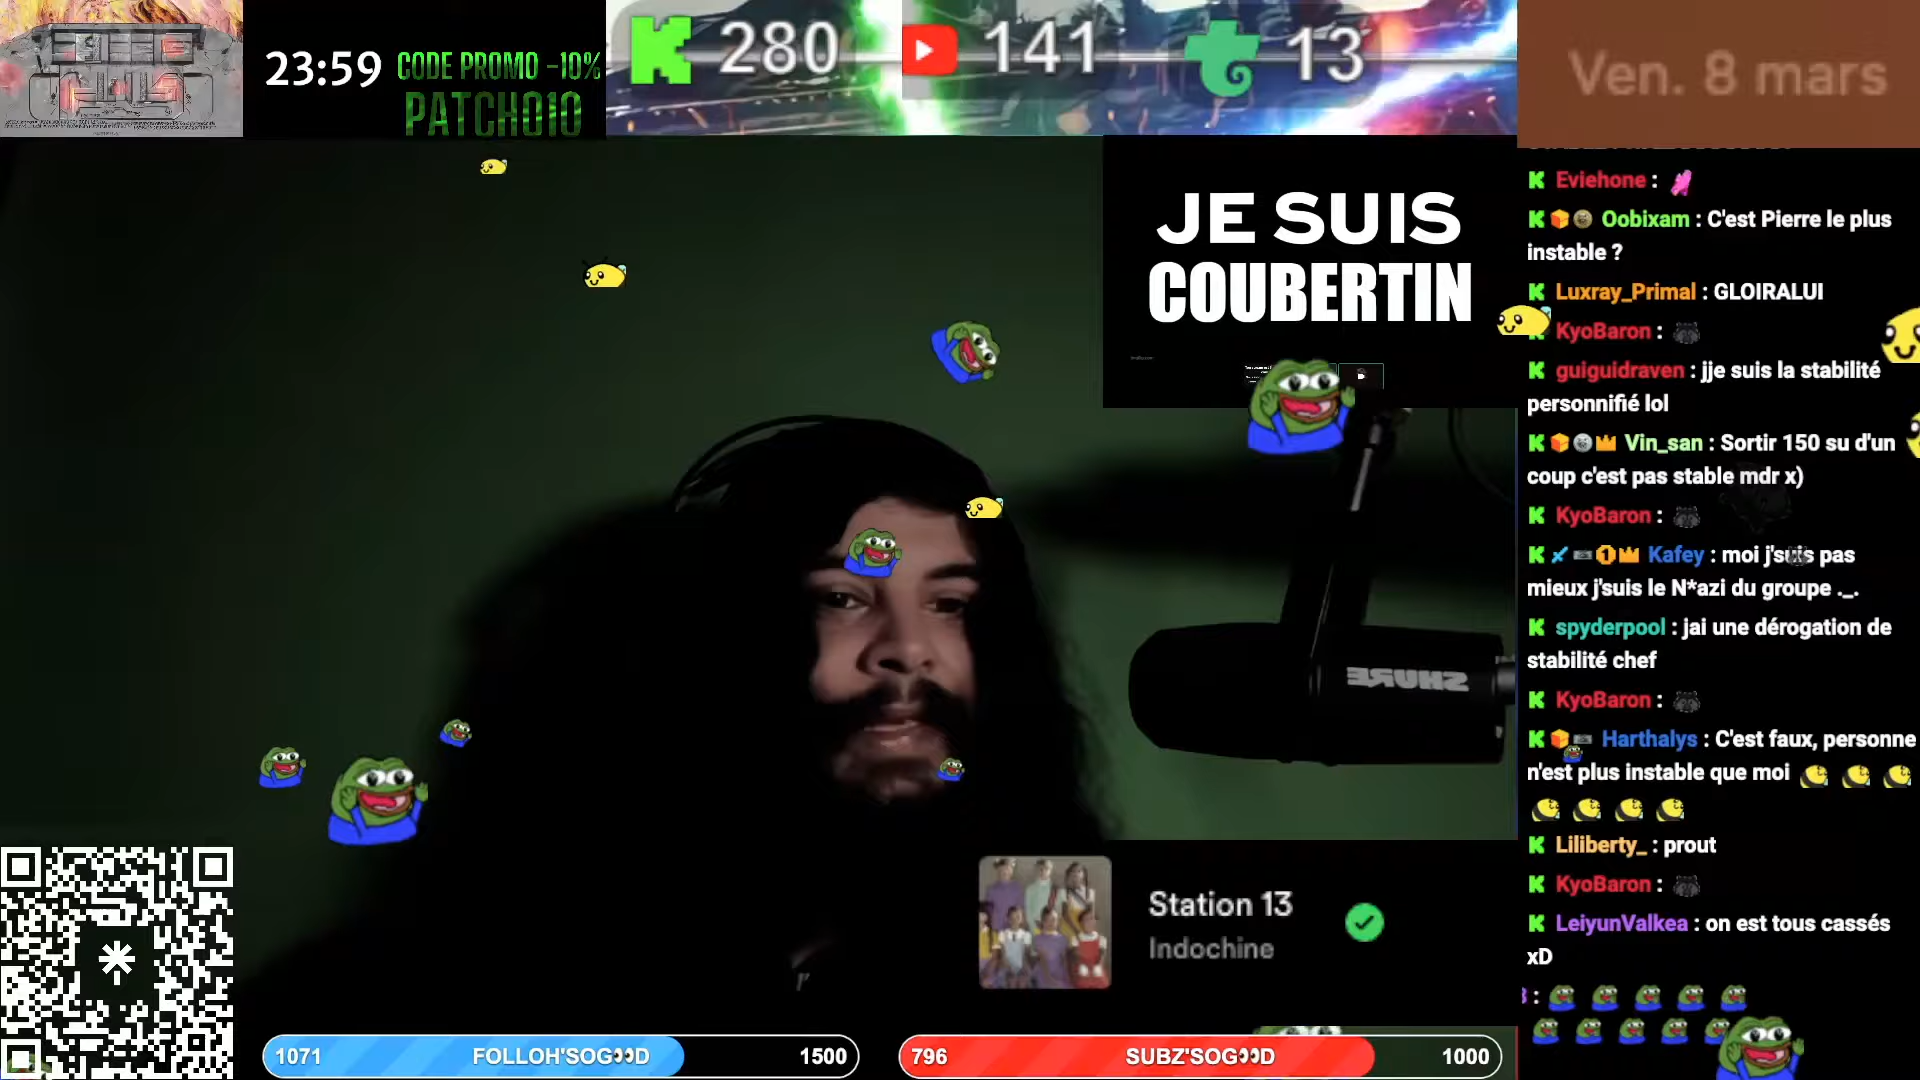 23:59
CODE PROMO -10%
PATCHO10
280
141
13
Ven. 8 mars
JE SUIS
COUBERTIN
Eviehone :
Oobixam : C'est Pierre le plus
instable ?
Luxray_Primal : GLOIRALUI
KyoBaron :
guiguidraven : jje suis la stabilité
personnifié lol
Vin_san : Sortir 150 su d'un
coup c'est pas stable mdr x)
KyoBaron :
Kafey : moi j'suis pas
mieux j'suis le N*azi du groupe ._.
spyderpool : jai une dérogation de
stabilité chef
KyoBaron :
Harthalys : C'est faux, personne
n'est plus instable que moi
Liliberty_ : prout
KyoBaron :
LeiyunValkea : on est tous cassés
xD
SHURE
Station 13
Indochine
1071 FOLLOH'SOG👀D 1500
796 SUBZ'SOG👀D 1000